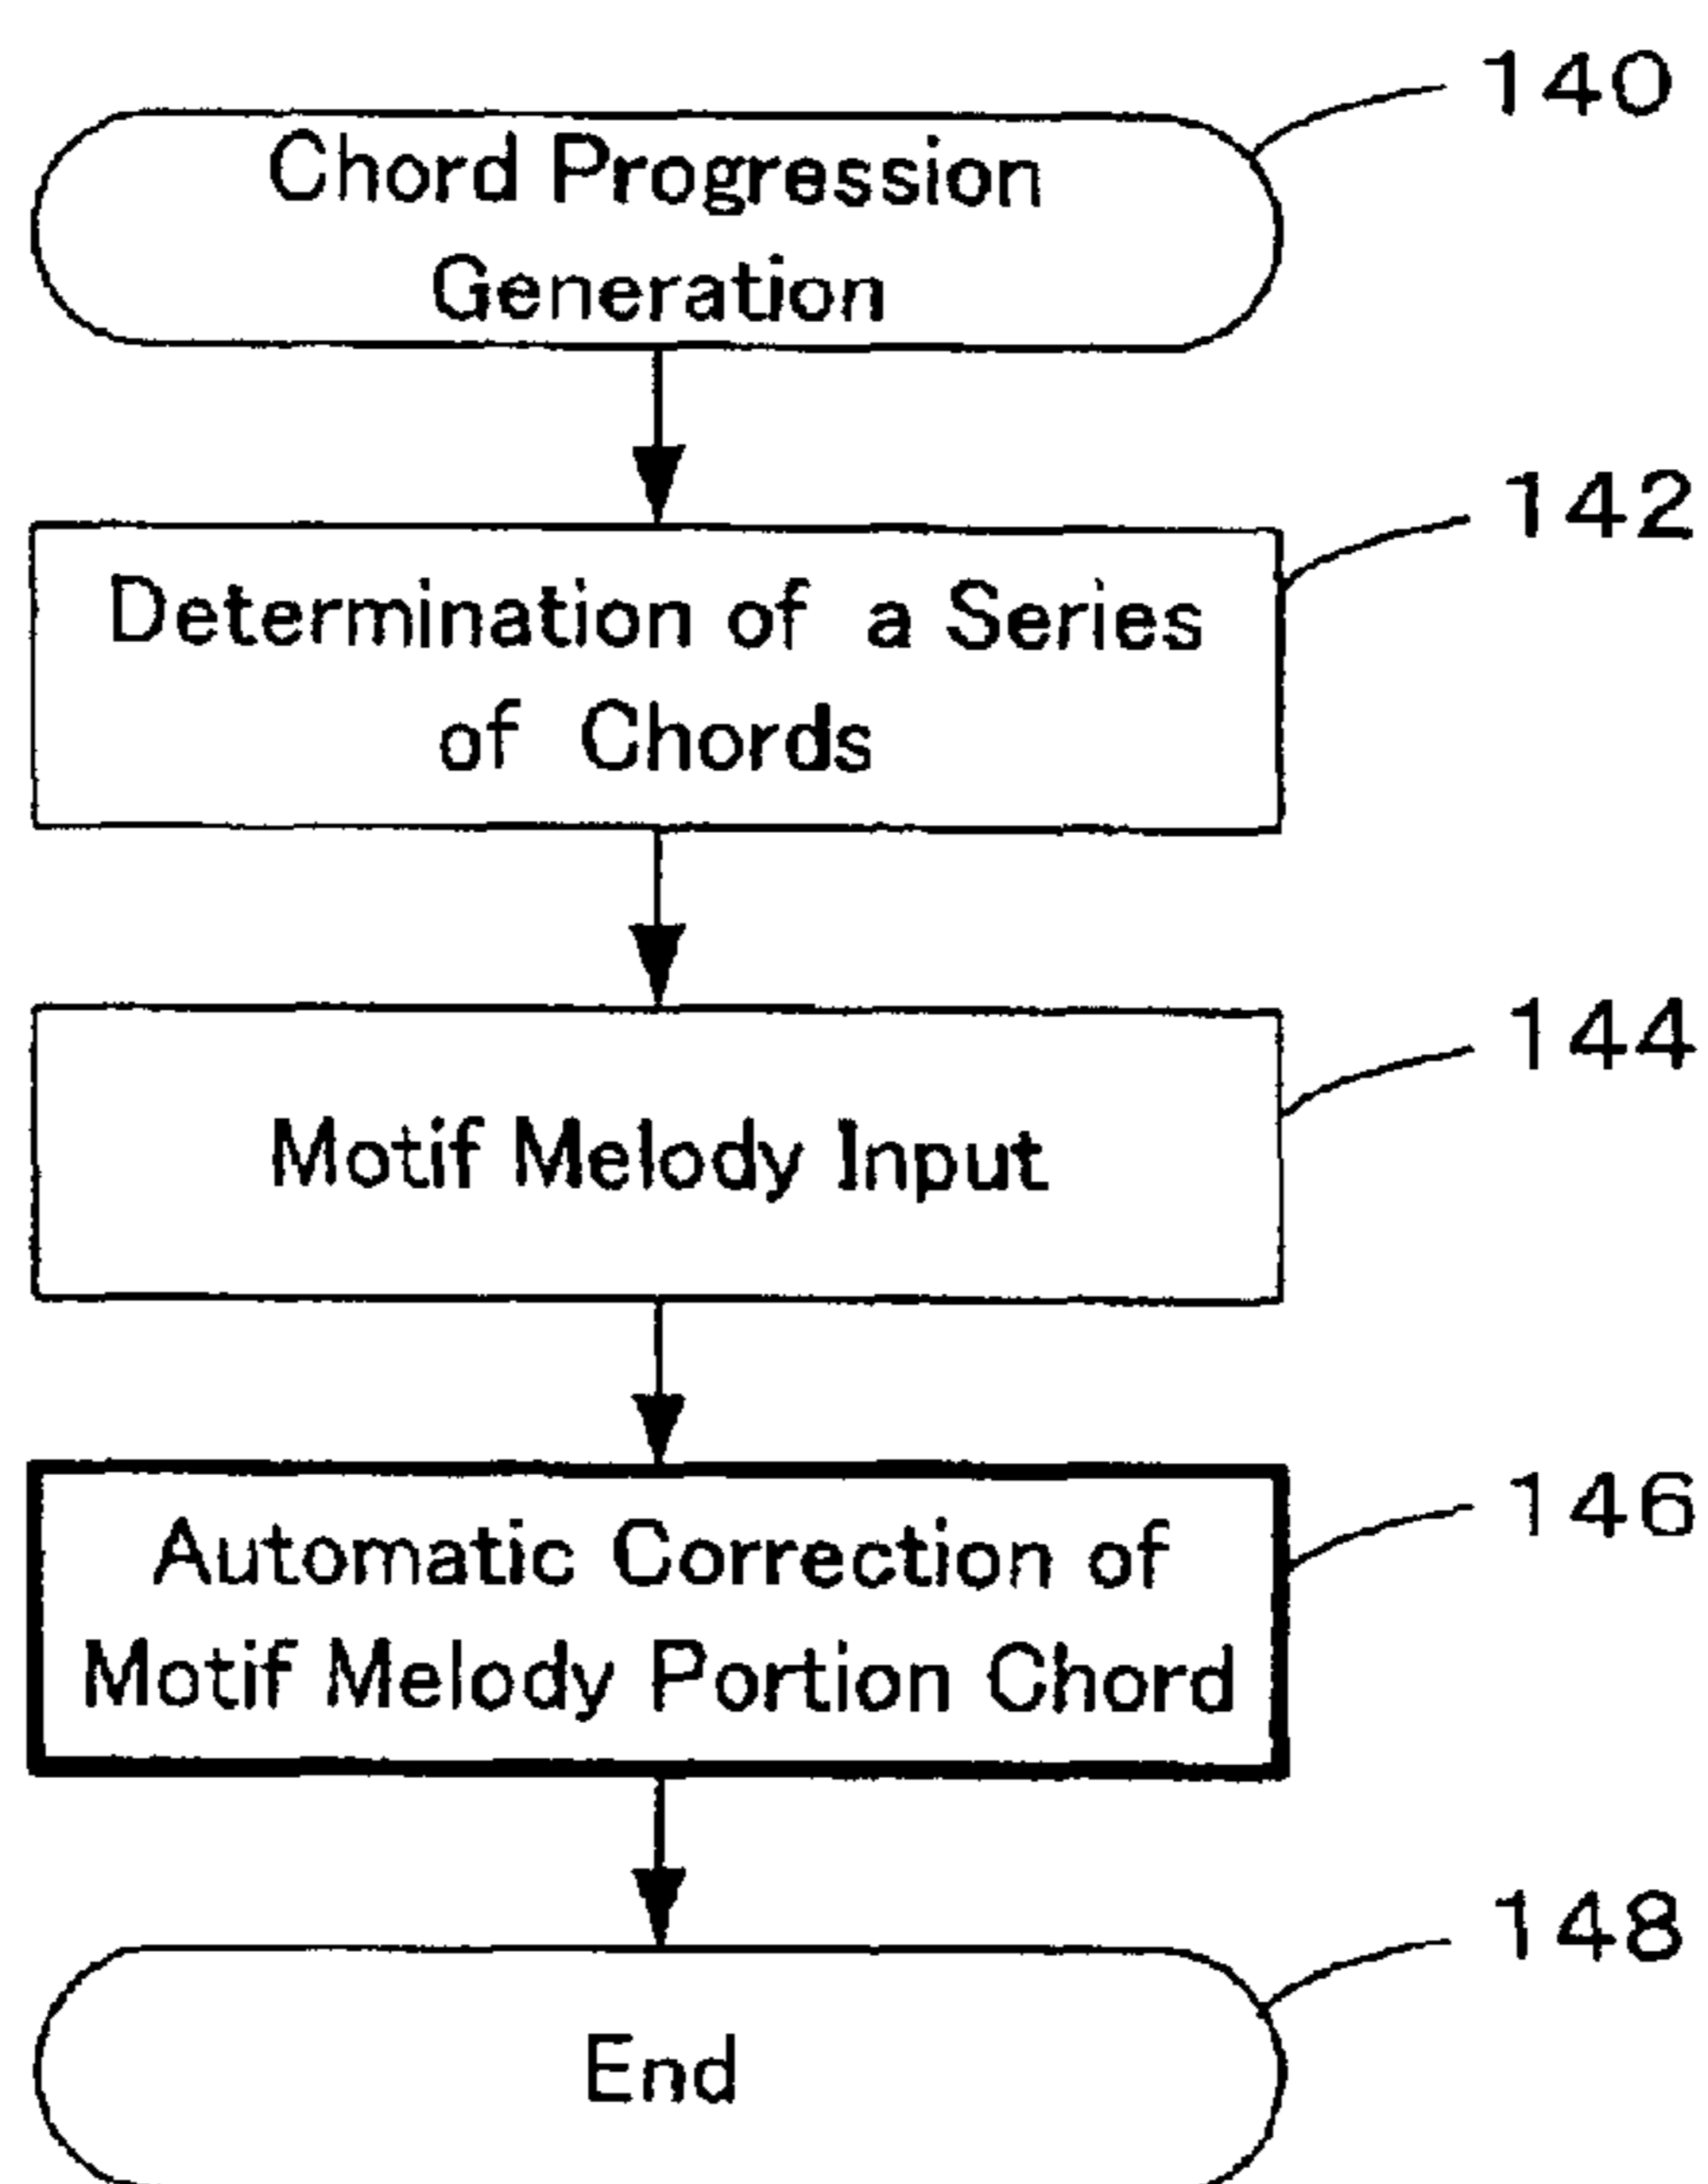 140
Chord Progression
Generation
142
Determination of a Series
of Chords
144
Motif Melody Input
146
Automatic Correction of
Motif Melody Portion Chord
148
End